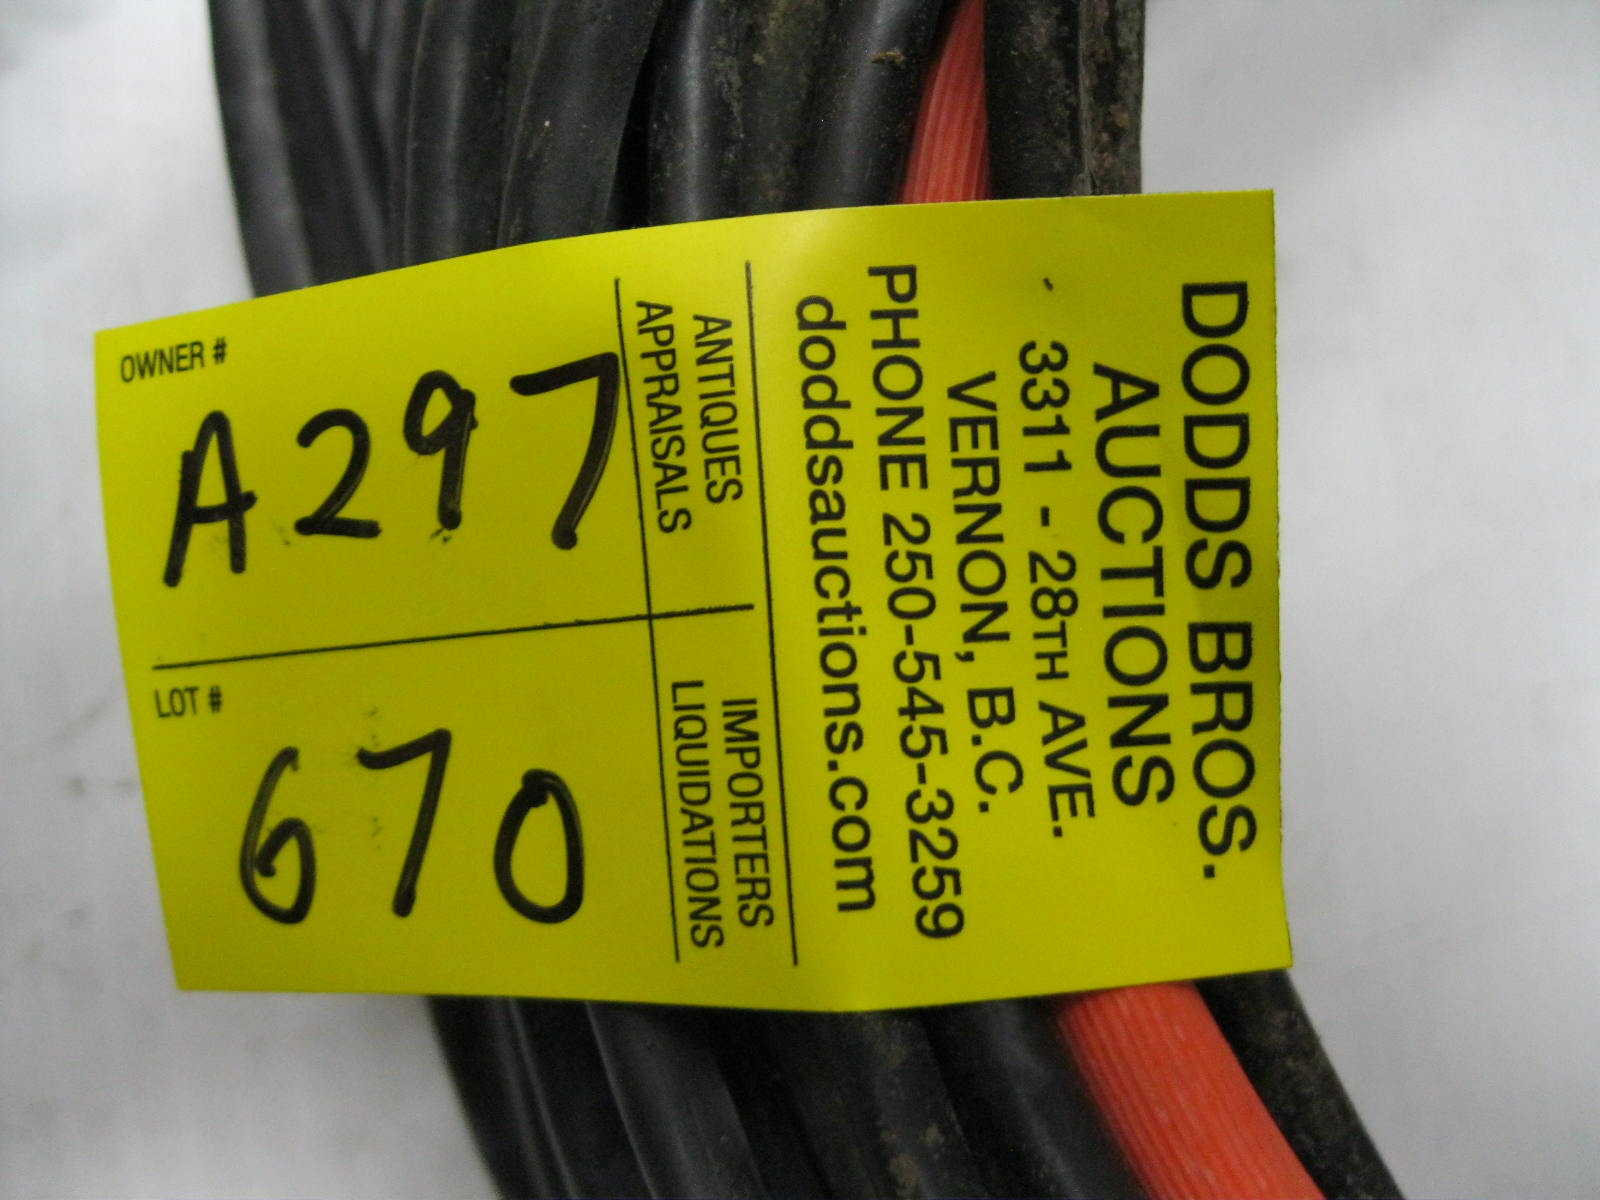 DODDS BROS.
AUCTIONS
3311 - 28TH AVE.
VERNON, B.C.
PHONE 250-545-3259
doddsauctions.com
ANTIQUES
APPRAISALS
IMPORTERS
LIQUIDATIONS
OWNER #
A297
LOT #
670